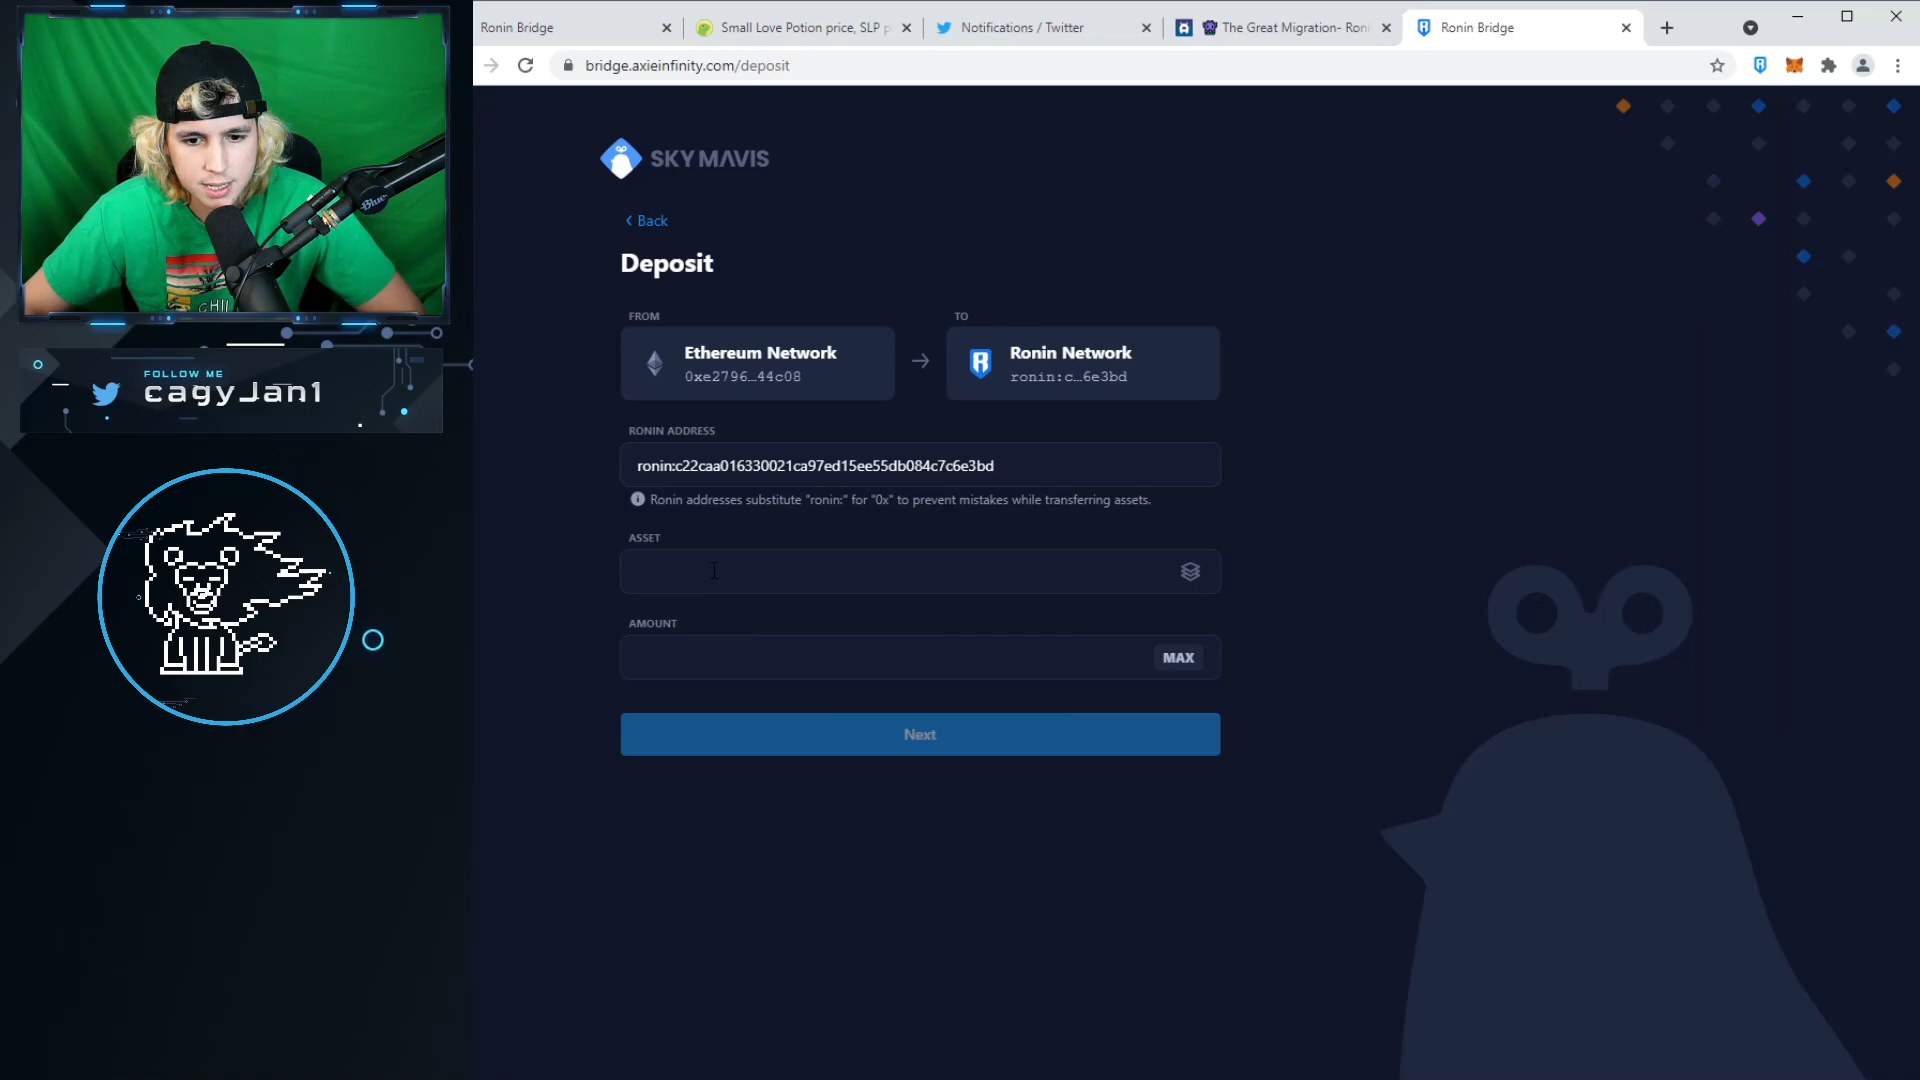 Ronin Bridge
Small Love Potion price, SLP p
Notifications / Twitter
The Great Migration- Roni
Ronin Bridge
bridge.axieinfinity.com/deposit
SKY MAVIS
Back
Deposit
FROM
TO
Ethereum Network
0xe2796…44c08
Ronin Network
ronin:c…6e3bd
RONIN ADDRESS
ronin:c22caa016330021ca97ed15ee55db084c7c6e3bd
Ronin addresses substitute "ronin:" for "0x" to prevent mistakes while transferring assets.
ASSET
AMOUNT
MAX
Next
Blue
CHIL
FOLLOW ME
cagyJan1